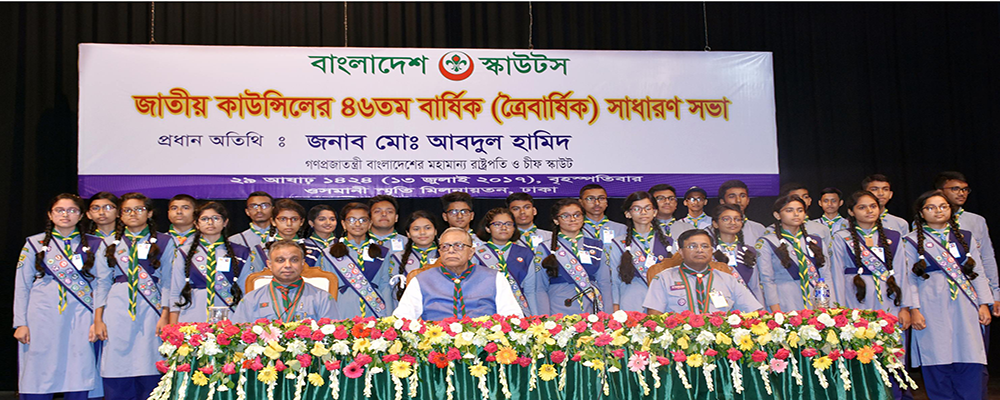 বাংলাদেশ স্কাউটস
জাতীয় কাউন্সিলের ৪৬তম বার্ষিক (ত্রৈবার্ষিক) সাধারণ সভা
প্রধান অতিথি : জনাব মোঃ আবদুল হামিদ
গণপ্রজাতন্ত্রী বাংলাদেশের মহামান্য রাষ্ট্রপতি ও চীফ স্কাউট
২৯ আষাঢ় ১৪২৪ (১৩ জুলাই ২০১৭), বৃহস্পতিবার
ওসমানী স্মৃতি মিলনায়তন, ঢাকা